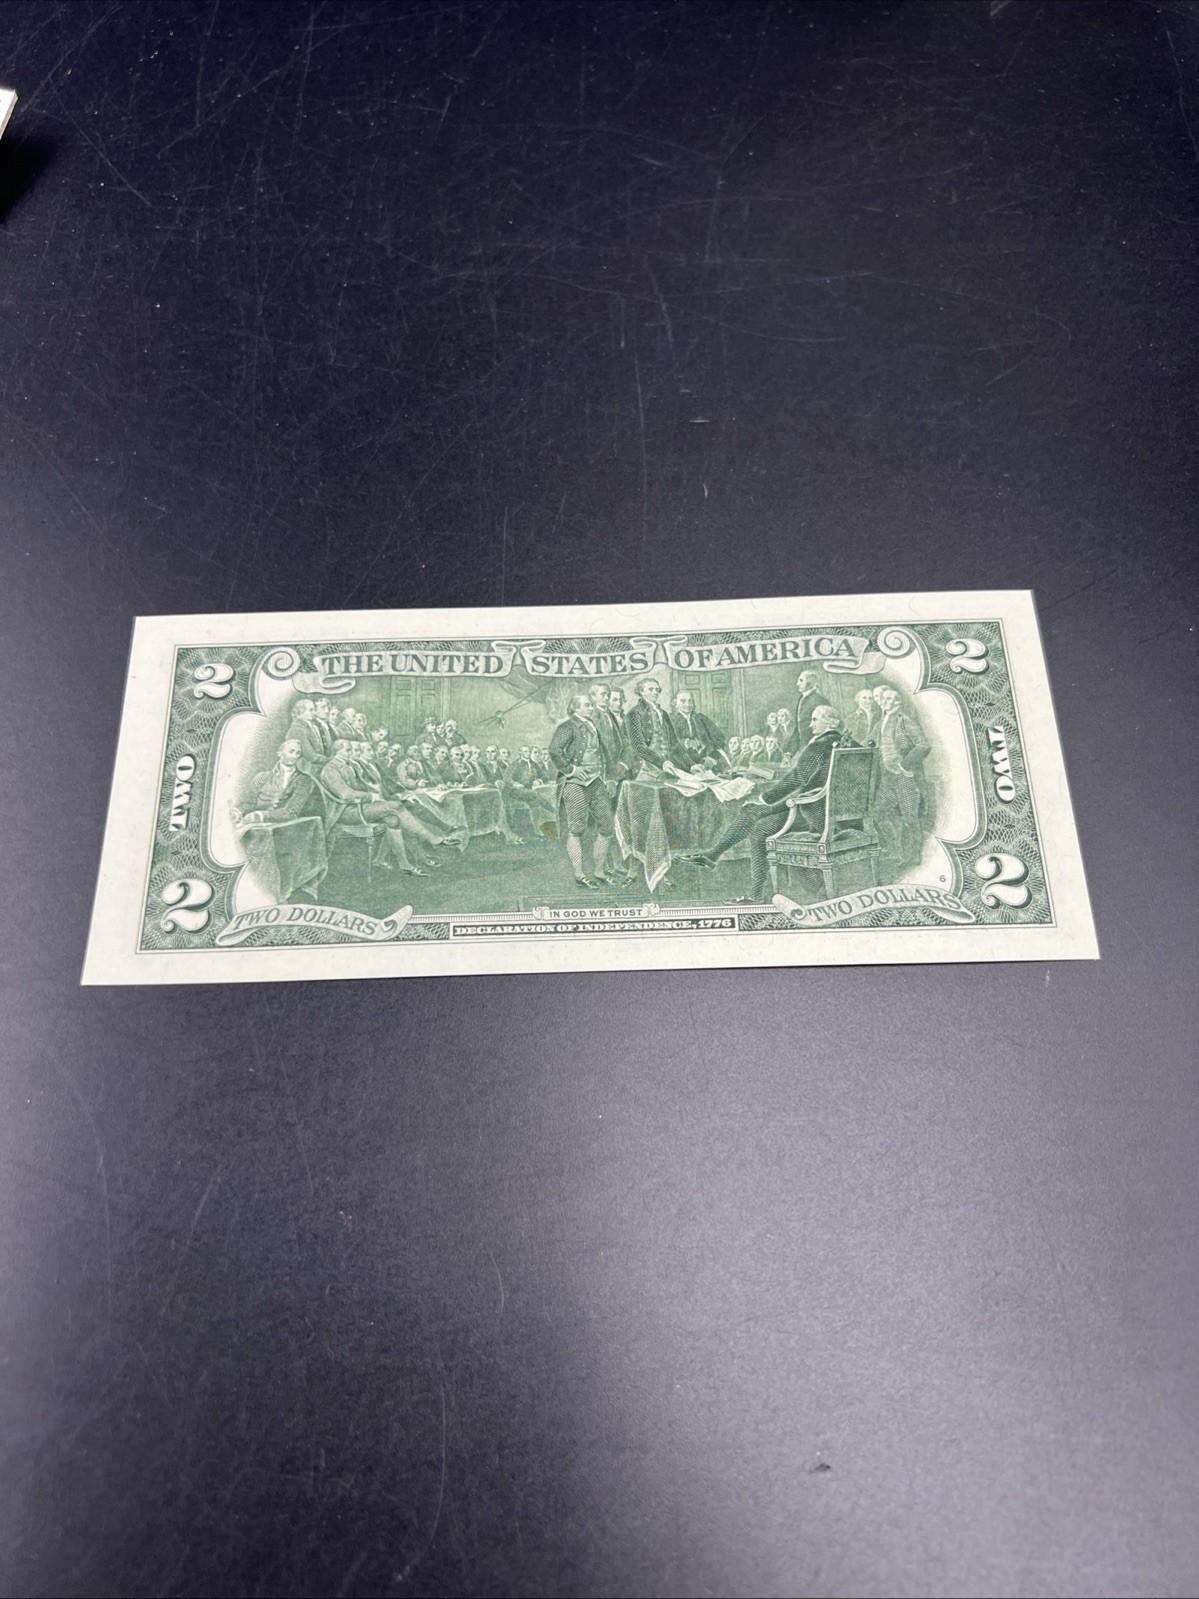 THE UNITED STATES OF AMERICA
2 2
TWO TWO
2 2
6
TWO DOLLARS TWO DOLLARS
IN GOD WE TRUST
DECLARATION OF INDEPENDENCE, 1776